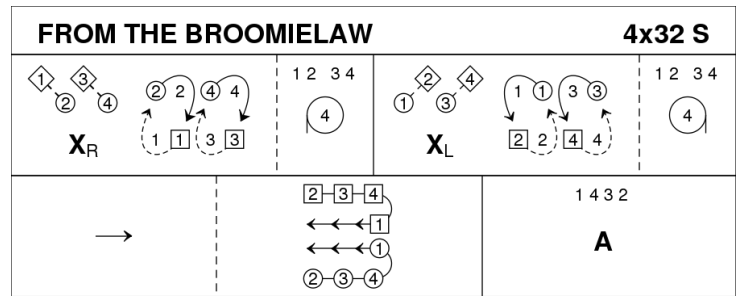 FROM THE BROOMIELAW 4x32 S
1 3 2 4 X R
2 2 4 4 1 1 3 3
1 2 3 4
4
2 4 1 3 X L
1 1 3 3 2 2 4 4
1 2 3 4
4
2 3 4
1
1
2 3 4
1 4 3 2
A